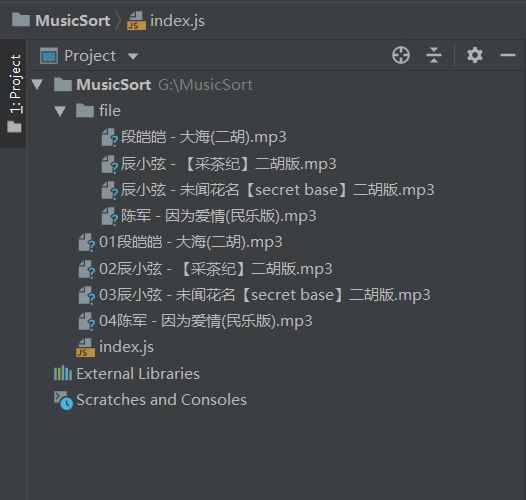 MusicSort 〉 index.js
Project
1: Project
MusicSort G:\MusicSort
file
段皑皑 - 大海(二胡).mp3
辰小弦 - 【采茶纪】二胡版.mp3
辰小弦 - 未闻花名【secret base】二胡版.mp3
陈军 - 因为爱情(民乐版).mp3
01段皑皑 - 大海(二胡).mp3
02辰小弦 - 【采茶纪】二胡版.mp3
03辰小弦 - 未闻花名【secret base】二胡版.mp3
04陈军 - 因为爱情(民乐版).mp3
index.js
External Libraries
Scratches and Consoles